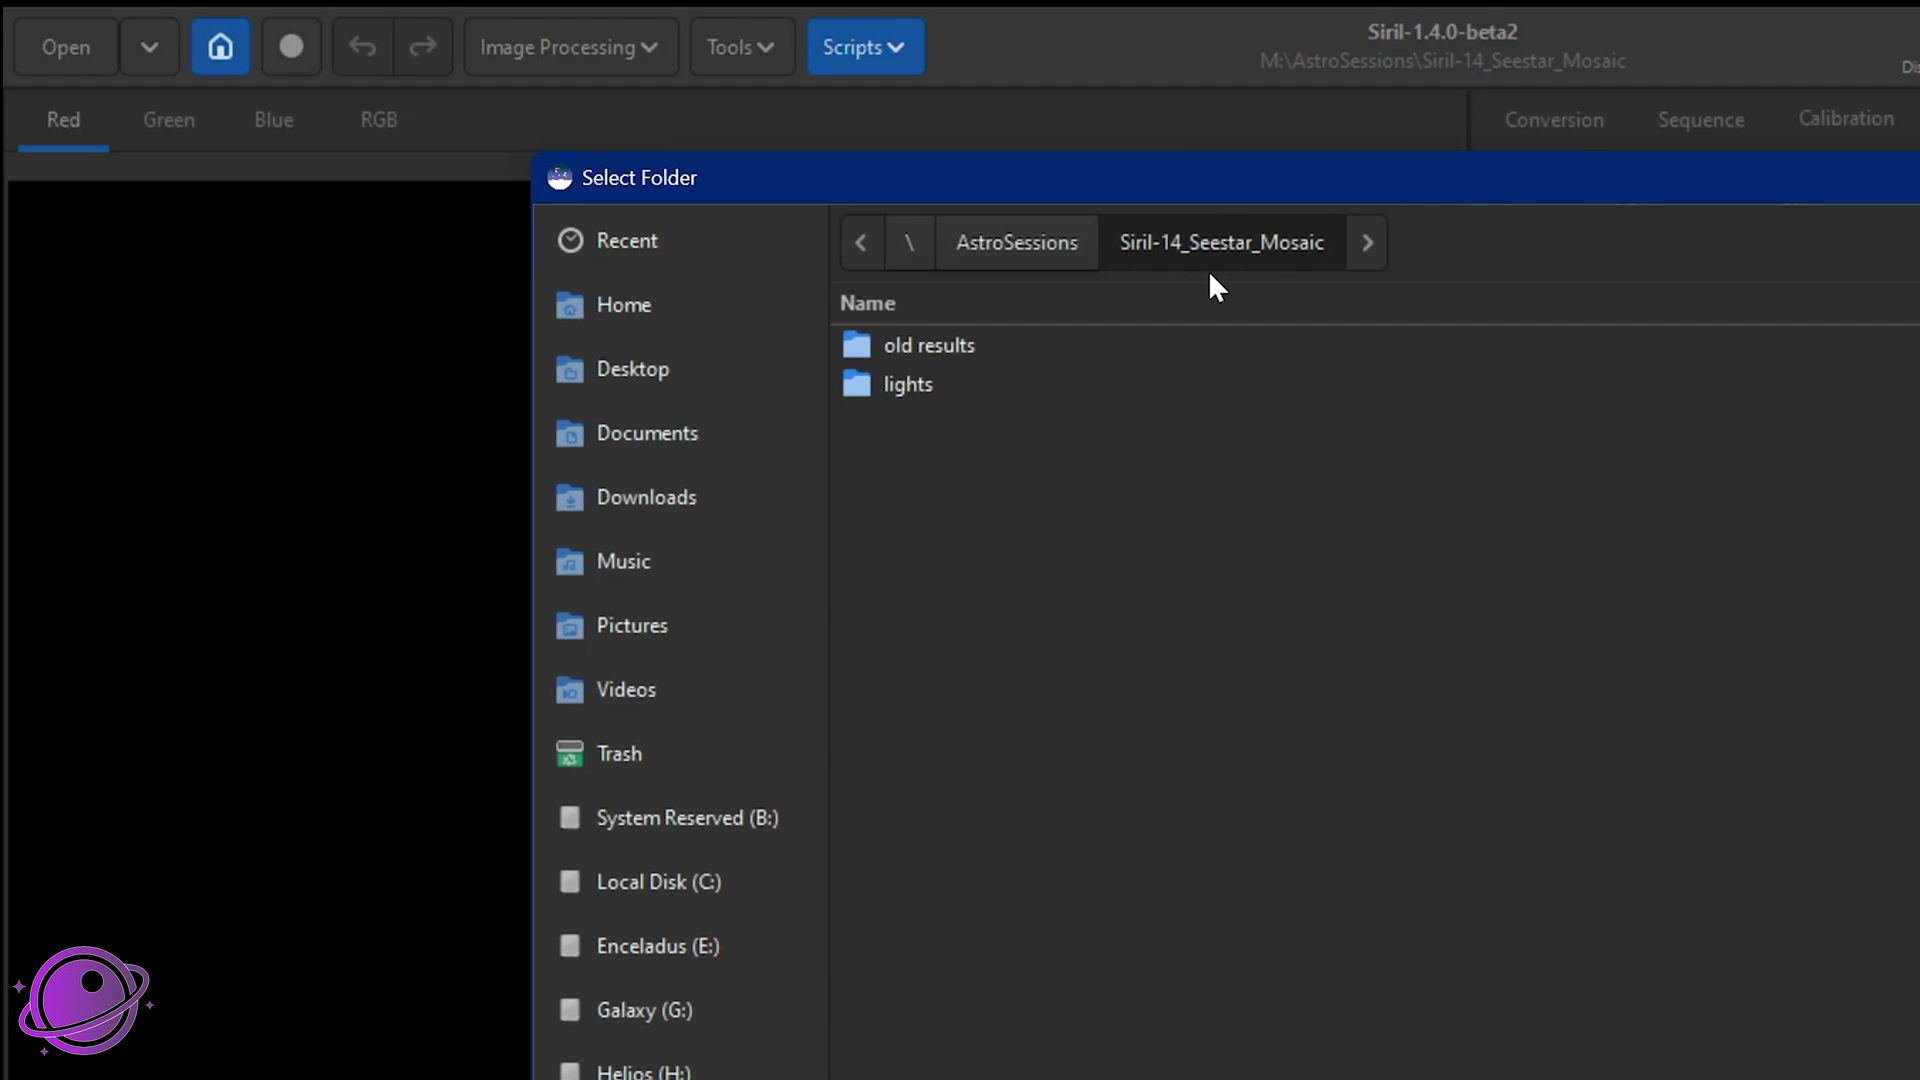 Open
Image Processing
Tools
Scripts
Siril-1.4.0-beta2
M:\AstroSessions\Siril-14_Seestar_Mosaic
Red
Green
Blue
RGB
Conversion
Sequence
Calibration
Select Folder
Recent
Home
Desktop
Documents
Downloads
Music
Pictures
Videos
Trash
System Reserved (B:)
Local Disk (C:)
Enceladus (E:)
Galaxy (G:)
Helios (H:)
\
AstroSessions
Siril-14_Seestar_Mosaic
Name
old results
lights